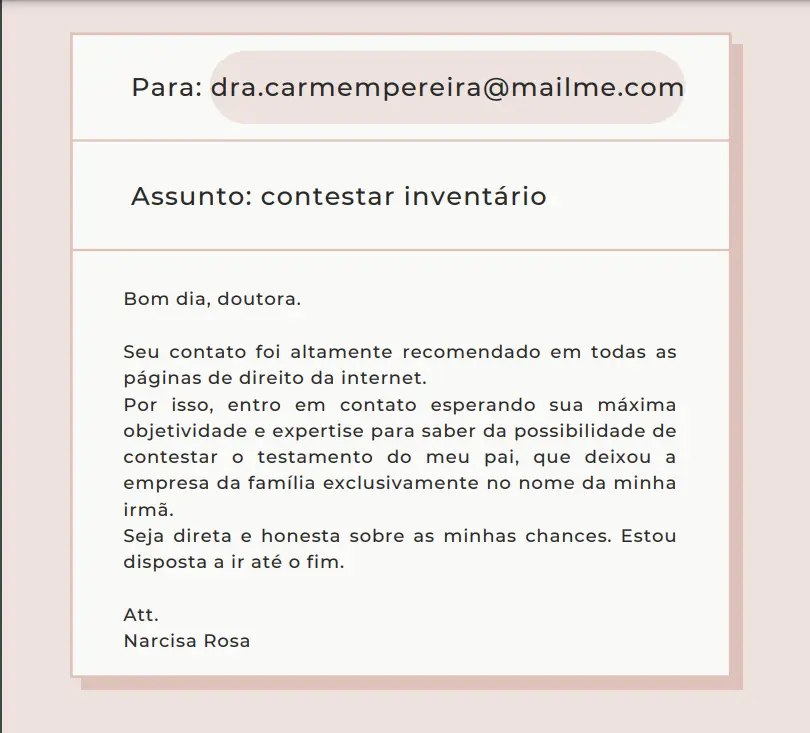 Para: dra.carmempereira@mailme.com
Assunto: contestar inventário
Bom dia, doutora.
Seu contato foi altamente recomendado em todas as
páginas de direito da internet.
Por isso, entro em contato esperando sua máxima
objetividade e expertise para saber da possibilidade de
contestar o testamento do meu pai, que deixou a
empresa da família exclusivamente no nome da minha
irmã.
Seja direta e honesta sobre as minhas chances. Estou
disposta a ir até o fim.
Att.
Narcisa Rosa